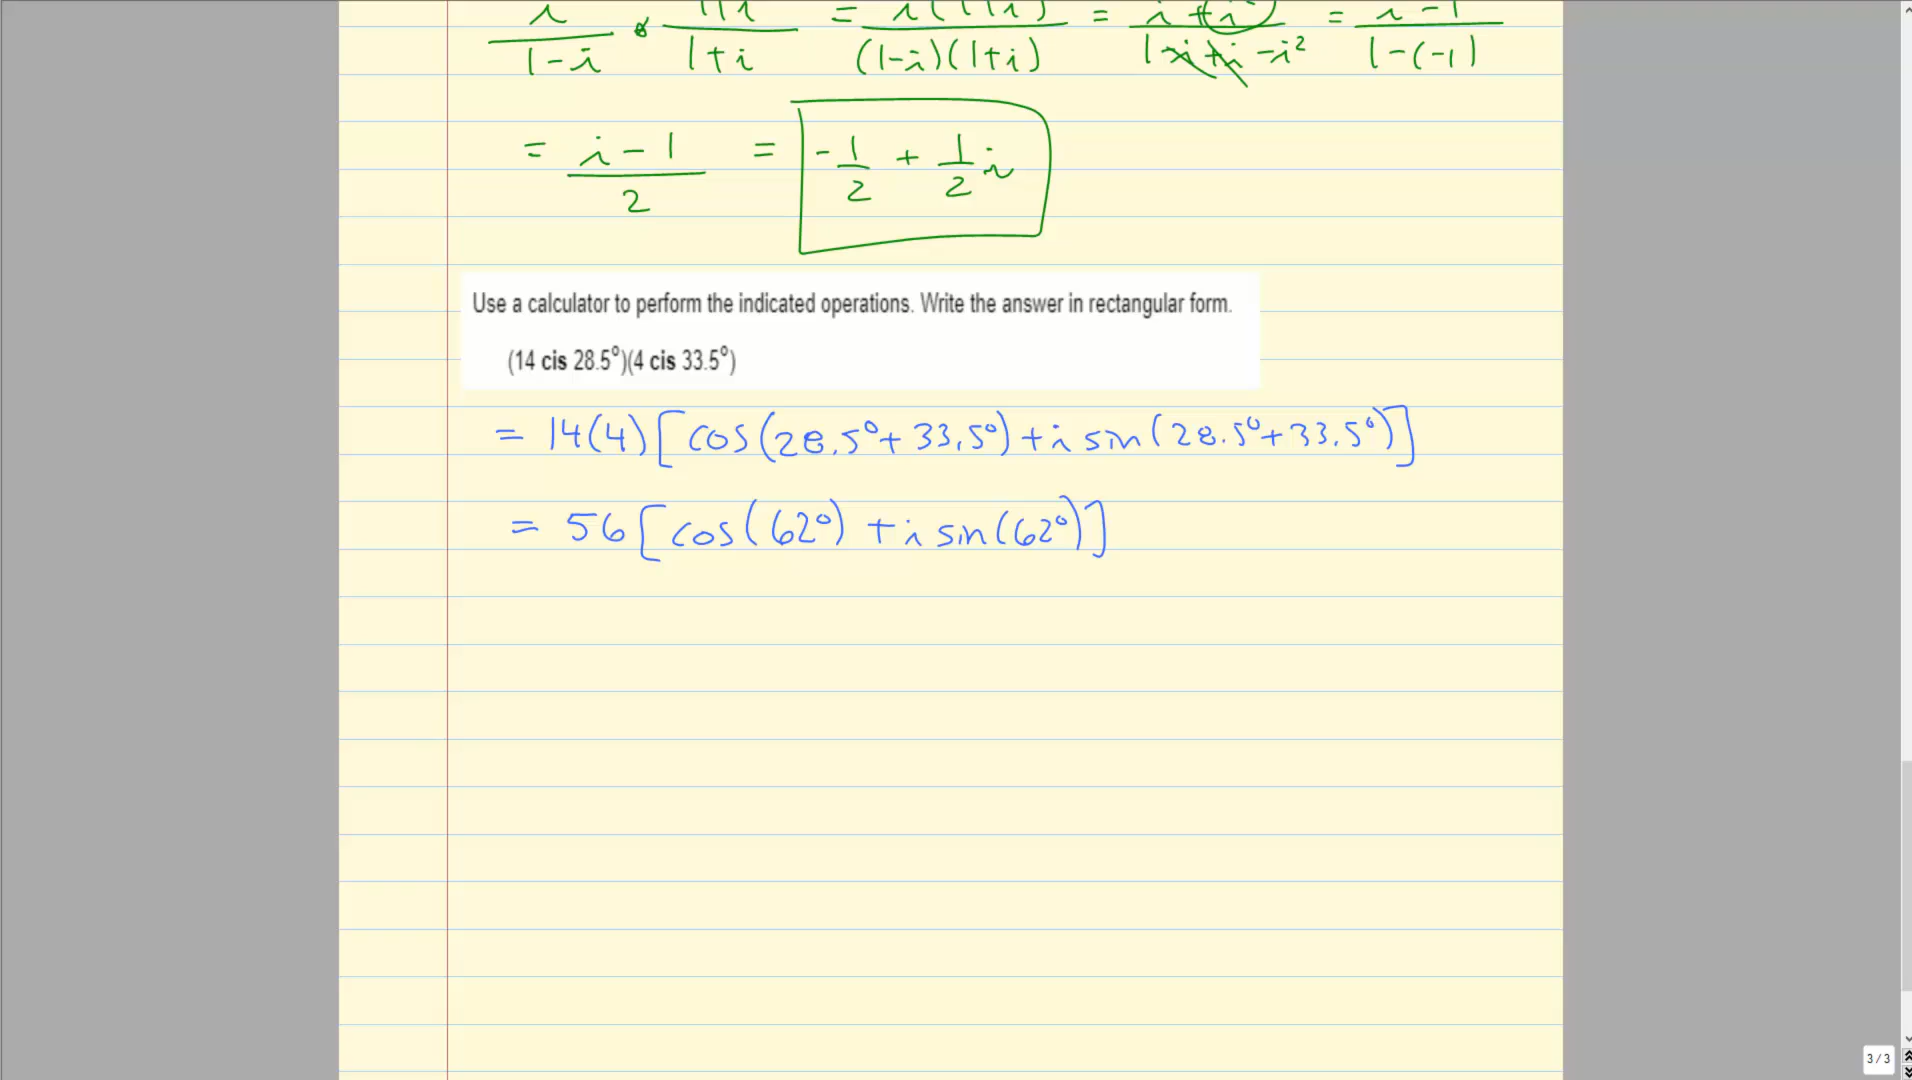 i/(1-i) · (1+i)/(1+i) = i(1+i)/((1-i)(1+i)) = (i+i²)/(1-i+i-i²) = (i-1)/(1-(-1))
= (i-1)/2 = -1/2 + 1/2 i
Use a calculator to perform the indicated operations. Write the answer in rectangular form.
(14 cis 28.5°)(4 cis 33.5°)
= 14(4)[cos(28.5°+33.5°)+i sin(28.5°+33.5°)]
= 56[cos(62°)+i sin(62°)]
3/3